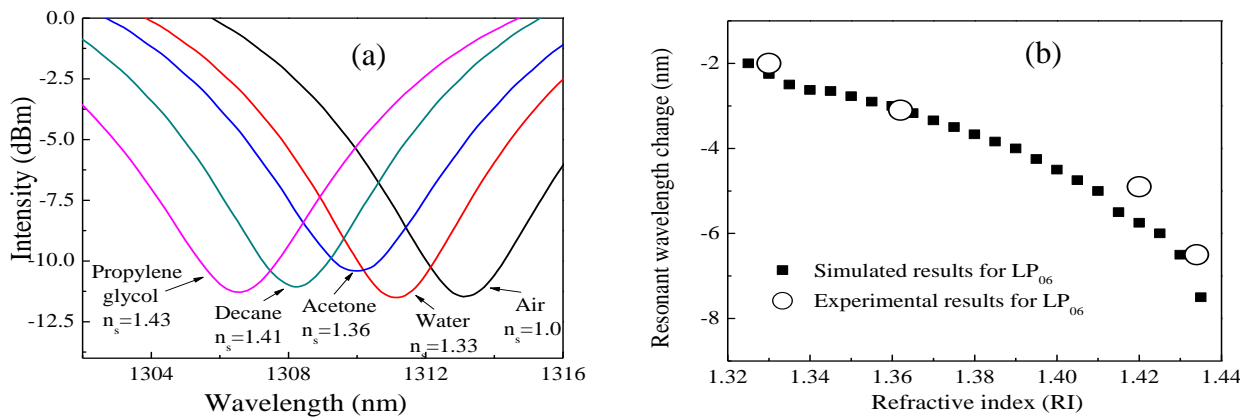 (a)
Intensity (dBm)
0.0
-2.5
-5.0
-7.5
-10.0
-12.5
Propylene
glycol
n_s=1.43
Decane
n_s=1.41
Acetone
n_s=1.36
Water
n_s=1.33
Air
n_s=1.0
1304 1308 1312 1316
Wavelength (nm)
(b)
Resonant wavelength change (nm)
-2
-4
-6
-8
Simulated results for LP₀₆
Experimental results for LP₀₆
1.32 1.34 1.36 1.38 1.40 1.42 1.44
Refractive index (RI)